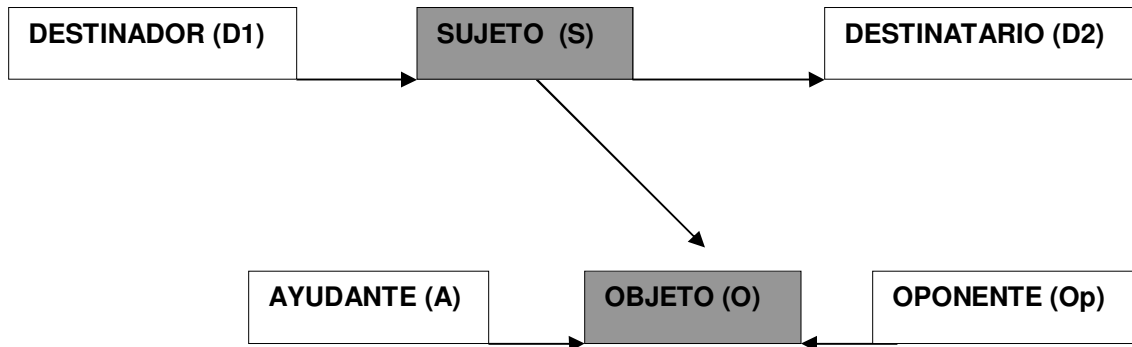 DESTINADOR (D1)
SUJETO (S)
DESTINATARIO (D2)
AYUDANTE (A)
OBJETO (O)
OPONENTE (Op)